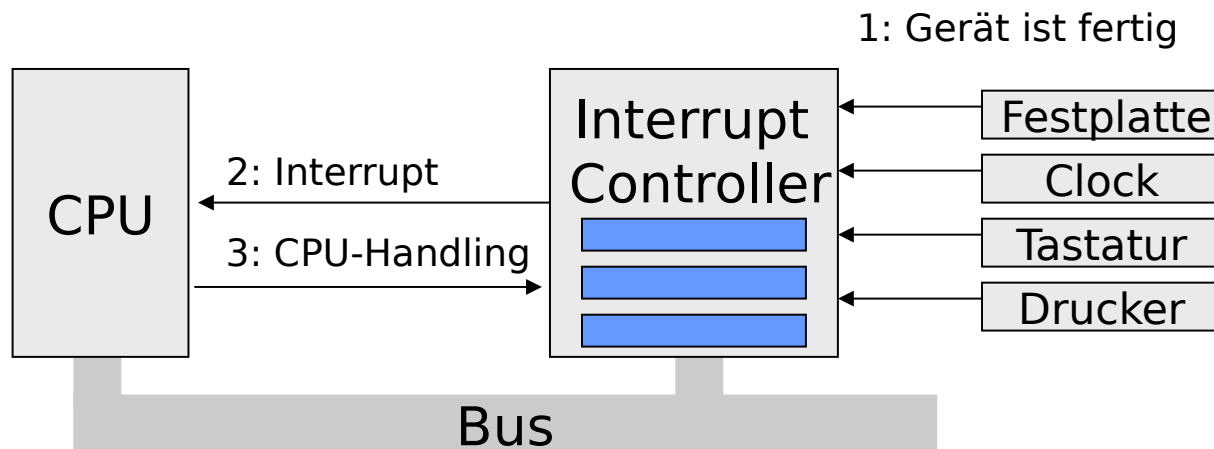 1: Gerät ist fertig
CPU
2: Interrupt
3: CPU-Handling
Interrupt
Controller
Festplatte
Clock
Tastatur
Drucker
Bus